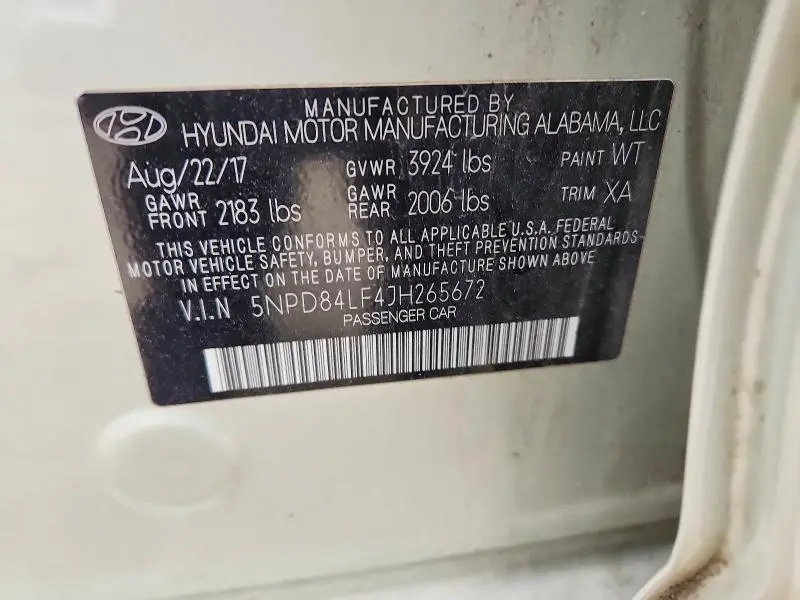 MANUFACTURED BY
HYUNDAI MOTOR MANUFACTURING ALABAMA, LLC
Aug/22/17 GVWR 3924 lbs PAINT WT
GAWR FRONT 2183 lbs GAWR REAR 2006 lbs TRIM XA
THIS VEHICLE CONFORMS TO ALL APPLICABLE U.S.A. FEDERAL
MOTOR VEHICLE SAFETY, BUMPER, AND THEFT PREVENTION STANDARDS
IN EFFECT ON THE DATE OF MANUFACTURE SHOWN ABOVE
V.I.N 5NPD84LF4JH265672
PASSENGER CAR